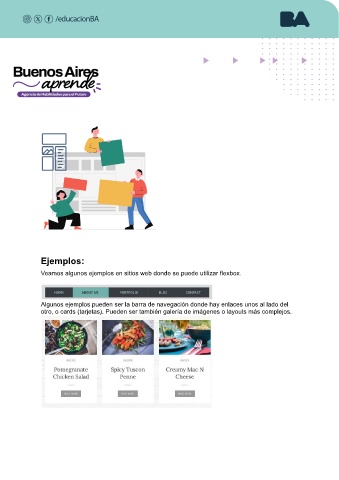 /educacionBA
BA
Buenos Aires
aprende
Agencia de Habilidades para el Futuro
Ejemplos:
Veamos algunos ejemplos en sitios web donde se puede utilizar flexbox.
HOME ABOUT US PORTFOLIO BLOG CONTACT
Algunos ejemplos pueden ser la barra de navegación donde hay enlaces unos al lado del
otro, o cards (tarjetas). Pueden ser también galería de imágenes o layouts más complejos.
Pomegranate
Chicken Salad
Spicy Tuscan
Penne
Creamy Mac N
Cheese